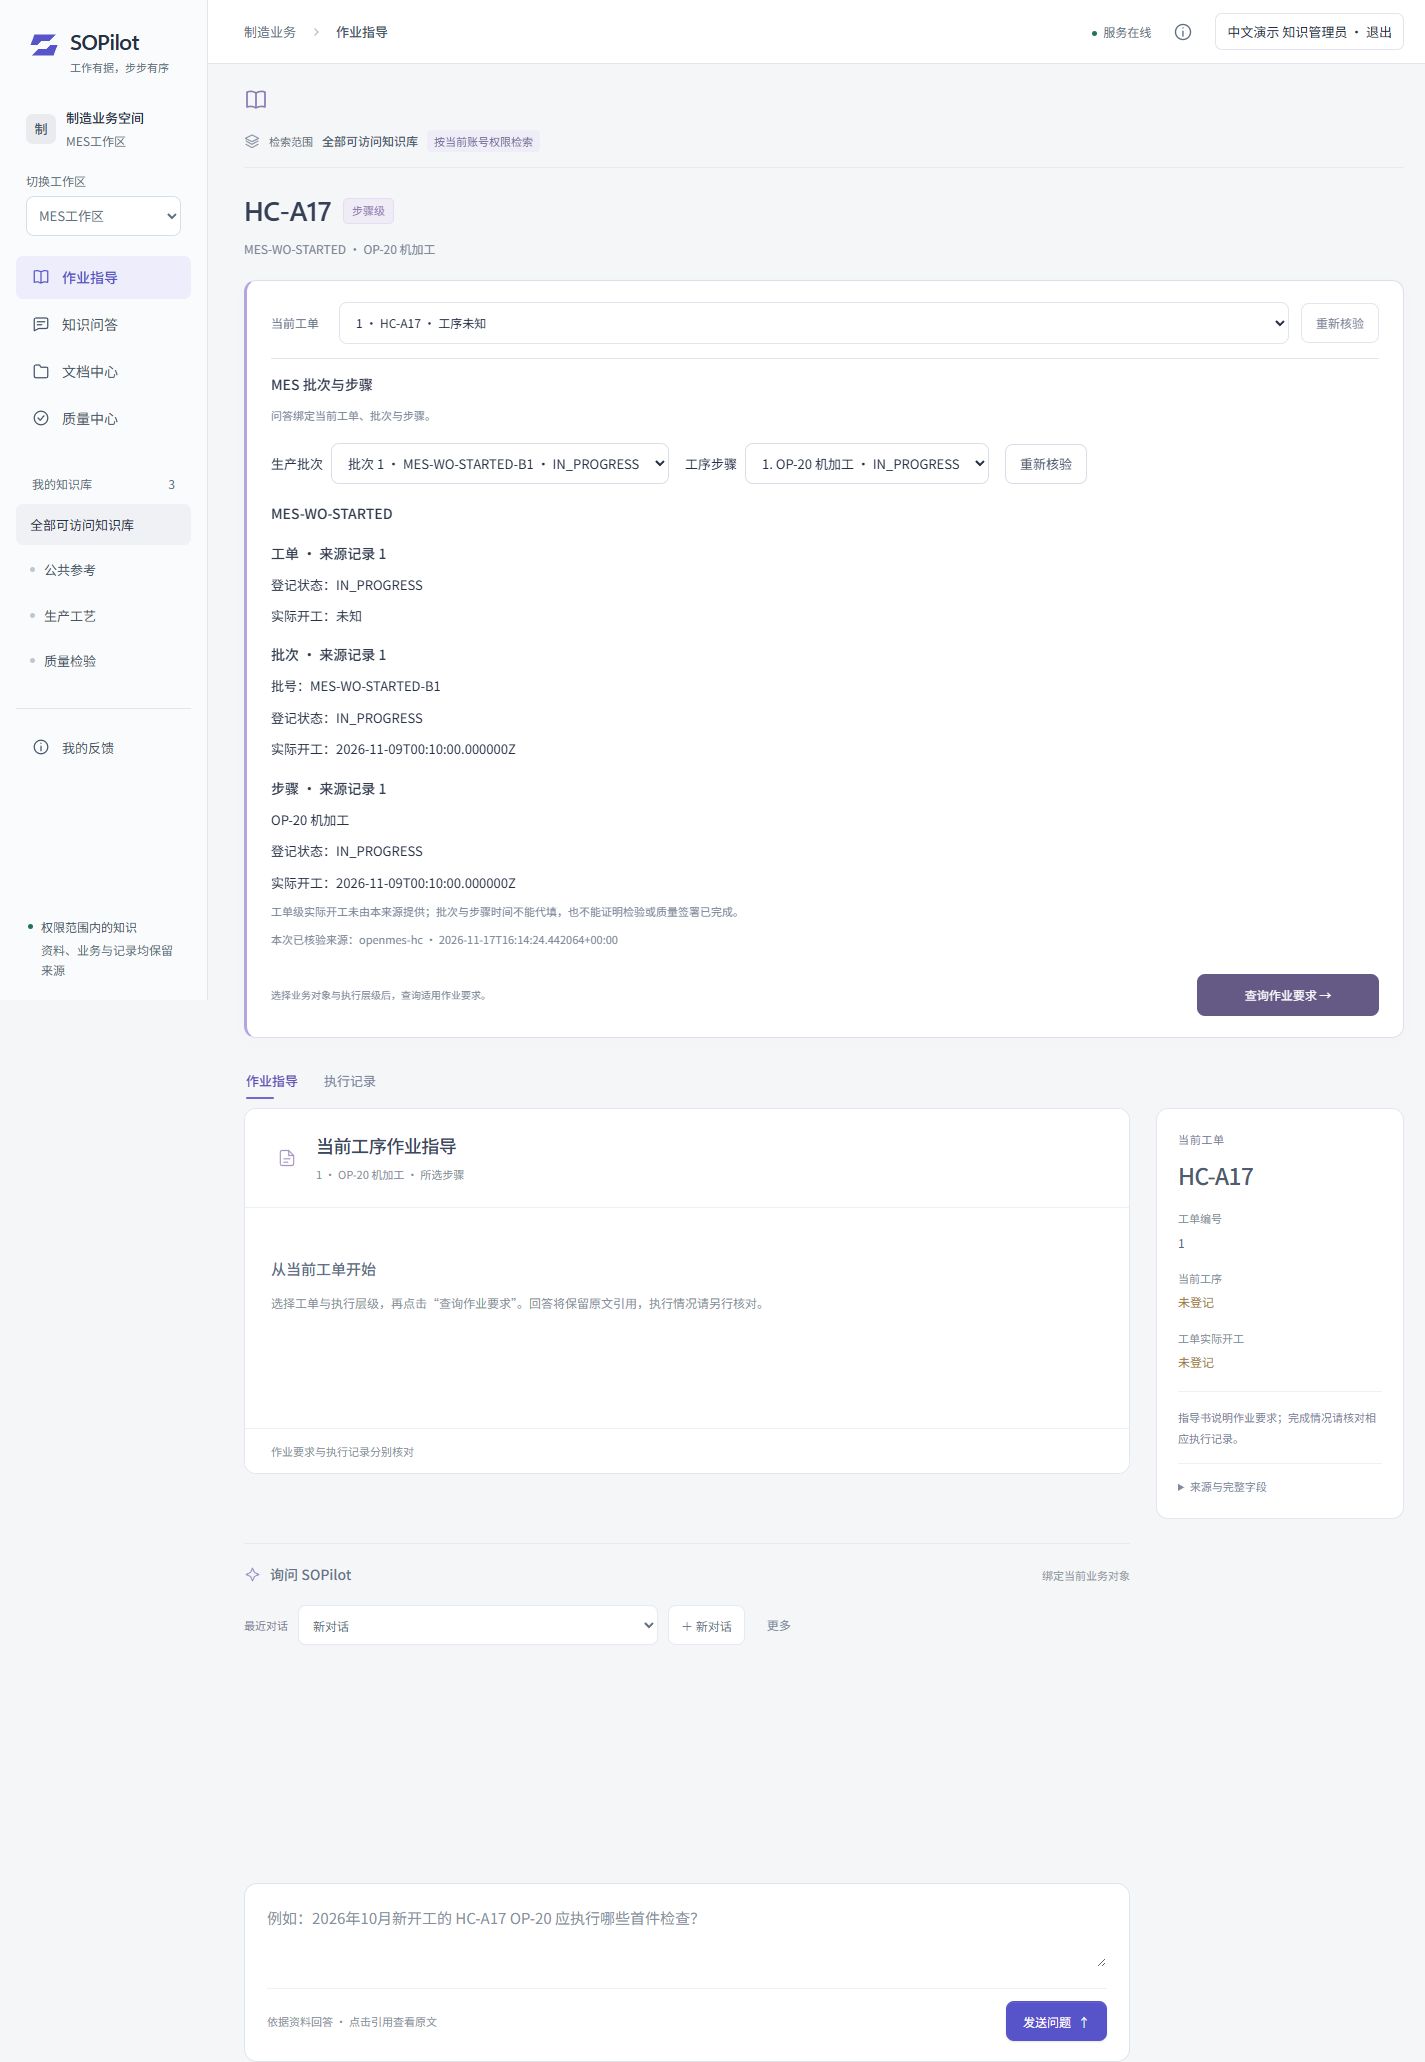 SOPilot
工作有据，步步有序
制
制造业务空间
MES工作区
切换工作区
MES工作区
作业指导
知识问答
文档中心
质量中心
我的知识库 3
全部可访问知识库
公共参考
生产工艺
质量检验
我的反馈
权限范围内的知识
资料、业务与记录均保留
来源
制造业务 › 作业指导
服务在线
中文演示 知识管理员 · 退出
检索范围 全部可访问知识库 按当前账号权限检索
HC-A17 步骤级
MES-WO-STARTED · OP-20 机加工
当前工单 1 · HC-A17 · 工序未知 重新核验
MES 批次与步骤
问答绑定当前工单、批次与步骤。
生产批次 批次 1 · MES-WO-STARTED-B1 · IN_PROGRESS 工序步骤 1. OP-20 机加工 · IN_PROGRESS 重新核验
MES-WO-STARTED
工单 · 来源记录 1
登记状态：IN_PROGRESS
实际开工：未知
批次 · 来源记录 1
批号：MES-WO-STARTED-B1
登记状态：IN_PROGRESS
实际开工：2026-11-09T00:10:00.000000Z
步骤 · 来源记录 1
OP-20 机加工
登记状态：IN_PROGRESS
实际开工：2026-11-09T00:10:00.000000Z
工单级实际开工未由本来源提供；批次与步骤时间不能代填，也不能证明检验或质量签署已完成。
本次已核验来源：openmes-hc · 2026-11-17T16:14:24.442064+00:00
选择业务对象与执行层级后，查询适用作业要求。
查询作业要求 →
作业指导 执行记录
当前工序作业指导
1 · OP-20 机加工 · 所选步骤
从当前工单开始
选择工单与执行层级，再点击“查询作业要求”。回答将保留原文引用，执行情况请另行核对。
作业要求与执行记录分别核对
当前工单
HC-A17
工单编号
1
当前工序
未登记
工单实际开工
未登记
指导书说明作业要求；完成情况请核对相
应执行记录。
▶ 来源与完整字段
询问 SOPilot
绑定当前业务对象
最近对话 新对话 ＋ 新对话 更多
例如：2026年10月新开工的 HC-A17 OP-20 应执行哪些首件检查？
依据资料回答 · 点击引用查看原文
发送问题 ↑